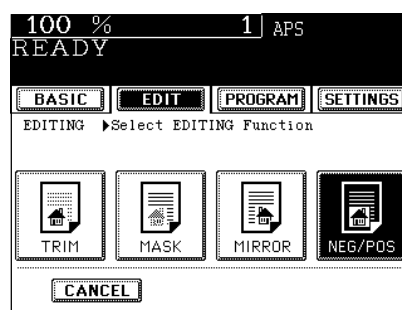 100 % 1 APS
READY
BASIC EDIT PROGRAM SETTINGS
EDITING ▶Select EDITING Function
TRIM MASK MIRROR NEG/POS
CANCEL